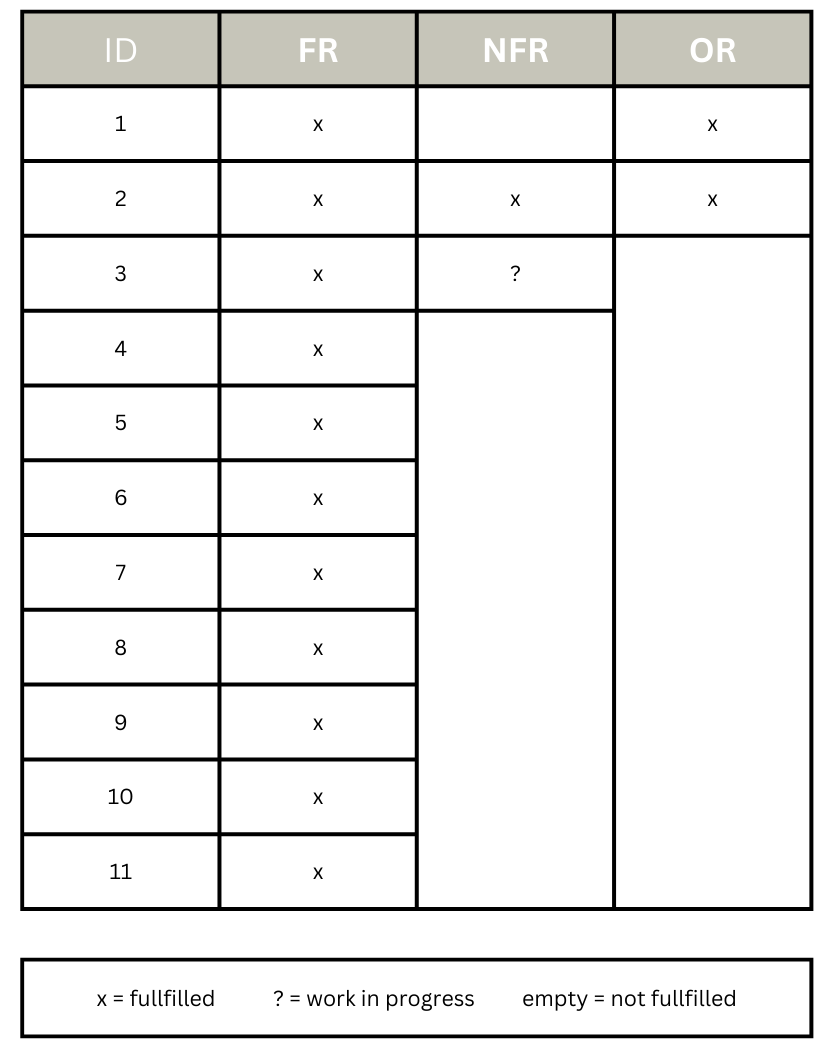 ID FR NFR OR
1 x x
2 x x x
3 x ?
4 x
5 x
6 x
7 x
8 x
9 x
10 x
11 x
x = fullfilled ? = work in progress empty = not fullfilled